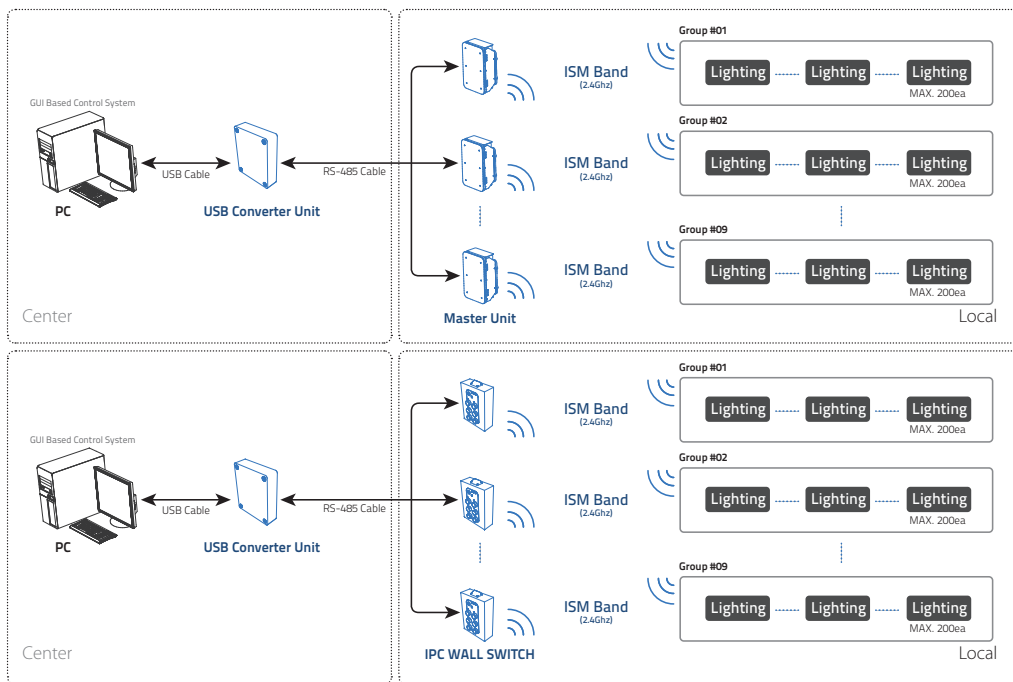 GUI Based Control System
PC
USB Cable
USB Converter Unit
RS-485 Cable
Center
Master Unit
ISM Band
(2.4Ghz)
Group #01
Lighting Lighting Lighting
MAX. 200ea
ISM Band
(2.4Ghz)
Group #02
Lighting Lighting Lighting
MAX. 200ea
ISM Band
(2.4Ghz)
Group #09
Lighting Lighting Lighting
MAX. 200ea
Local
GUI Based Control System
PC
USB Cable
USB Converter Unit
RS-485 Cable
Center
IPC WALL SWITCH
ISM Band
(2.4Ghz)
Group #01
Lighting Lighting Lighting
MAX. 200ea
ISM Band
(2.4Ghz)
Group #02
Lighting Lighting Lighting
MAX. 200ea
ISM Band
(2.4Ghz)
Group #09
Lighting Lighting Lighting
MAX. 200ea
Local